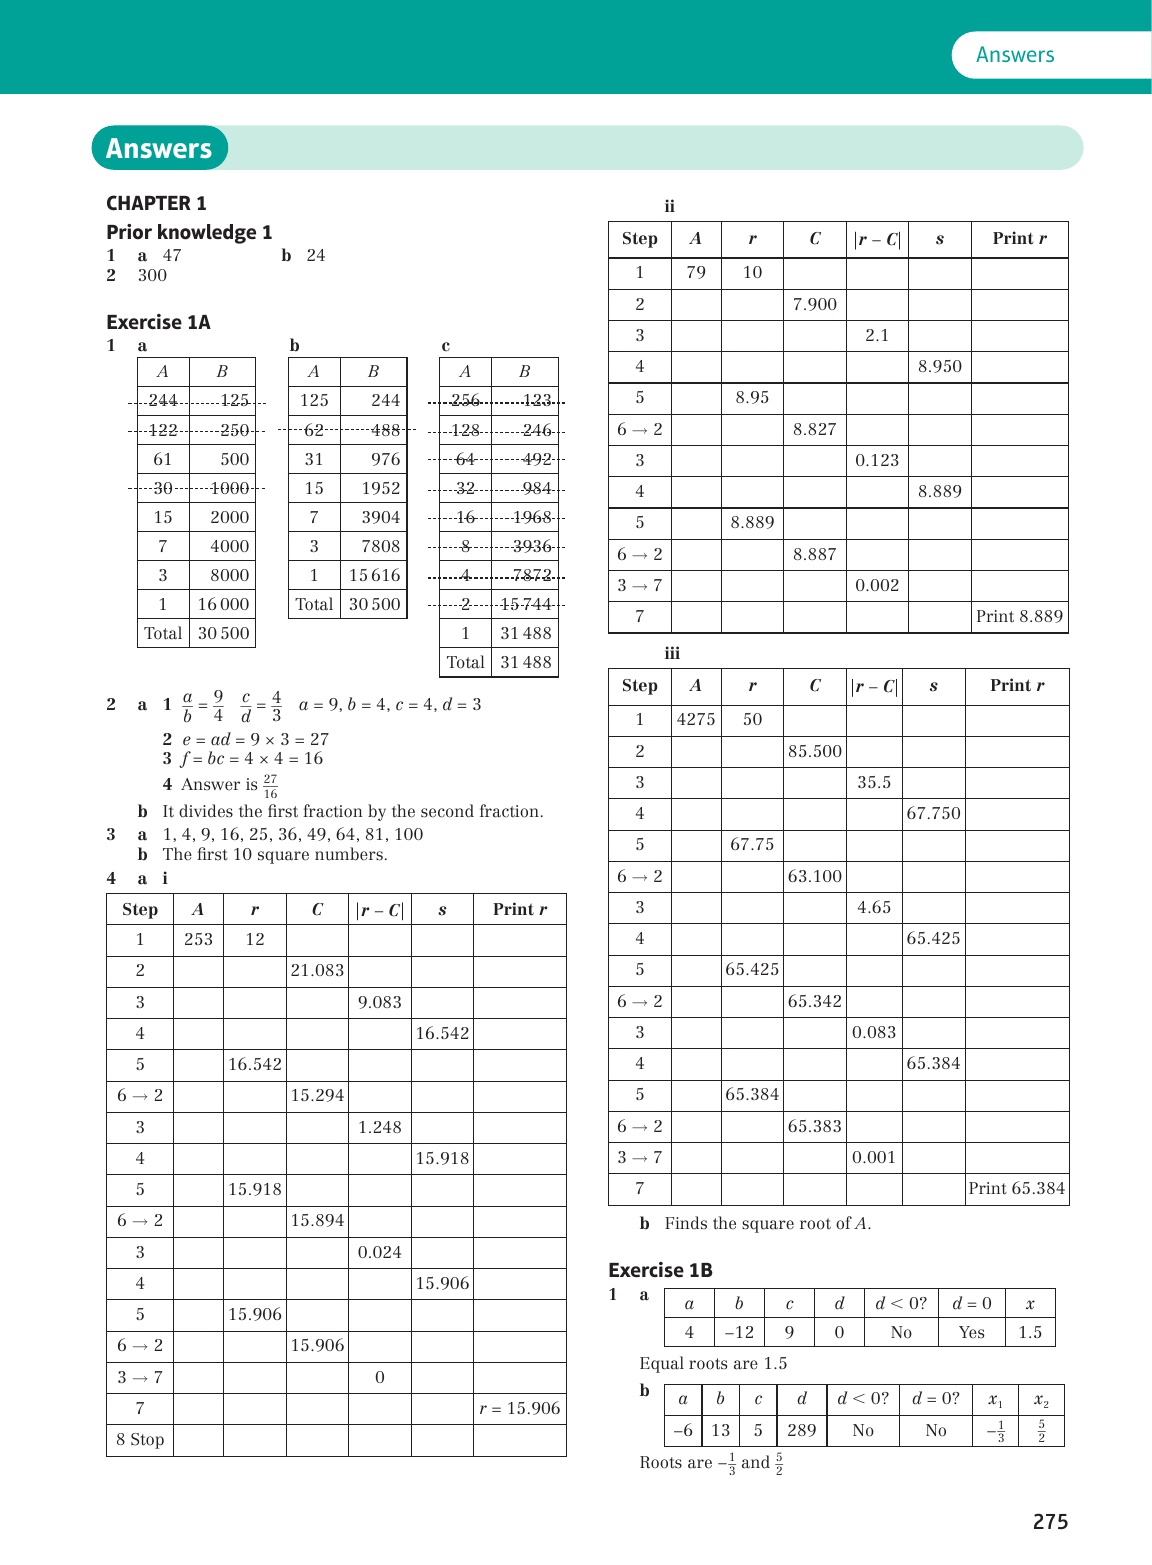 Answers
Answers
CHAPTER 1
Prior knowledge 1
1 a 47 b 24
2 300
Exercise 1A
1 a
A B
244 125
122 250
61 500
30 1000
15 2000
7 4000
3 8000
1 16 000
Total 30 500
b
A B
125 244
62 488
31 976
15 1952
7 3904
3 7808
1 15 616
Total 30 500
c
A B
256 123
128 246
64 492
32 984
16 1968
8 3936
4 7872
2 15 744
1 31 488
Total 31 488
2 a 1 a/b = 9/4 c/d = 4/3 a = 9, b = 4, c = 4, d = 3
2 e = ad = 9 × 3 = 27
3 f = bc = 4 × 4 = 16
4 Answer is 27/16
b It divides the first fraction by the second fraction.
3 a 1, 4, 9, 16, 25, 36, 49, 64, 81, 100
b The first 10 square numbers.
4 a i
Step A r C |r – C| s Print r
1 253 12
2 21.083
3 9.083
4 16.542
5 16.542
6 → 2 15.294
3 1.248
4 15.918
5 15.918
6 → 2 15.894
3 0.024
4 15.906
5 15.906
6 → 2 15.906
3 → 7 0
7 r = 15.906
8 Stop
ii
Step A r C |r – C| s Print r
1 79 10
2 7.900
3 2.1
4 8.950
5 8.95
6 → 2 8.827
3 0.123
4 8.889
5 8.889
6 → 2 8.887
3 → 7 0.002
7 Print 8.889
iii
Step A r C |r – C| s Print r
1 4275 50
2 85.500
3 35.5
4 67.750
5 67.75
6 → 2 63.100
3 4.65
4 65.425
5 65.425
6 → 2 65.342
3 0.083
4 65.384
5 65.384
6 → 2 65.383
3 → 7 0.001
7 Print 65.384
b Finds the square root of A.
Exercise 1B
1 a
a b c d d < 0? d = 0 x
4 –12 9 0 No Yes 1.5
Equal roots are 1.5
b
a b c d d < 0? d = 0? x₁ x₂
–6 13 5 289 No No –1/3 5/2
Roots are –1/3 and 5/2
275